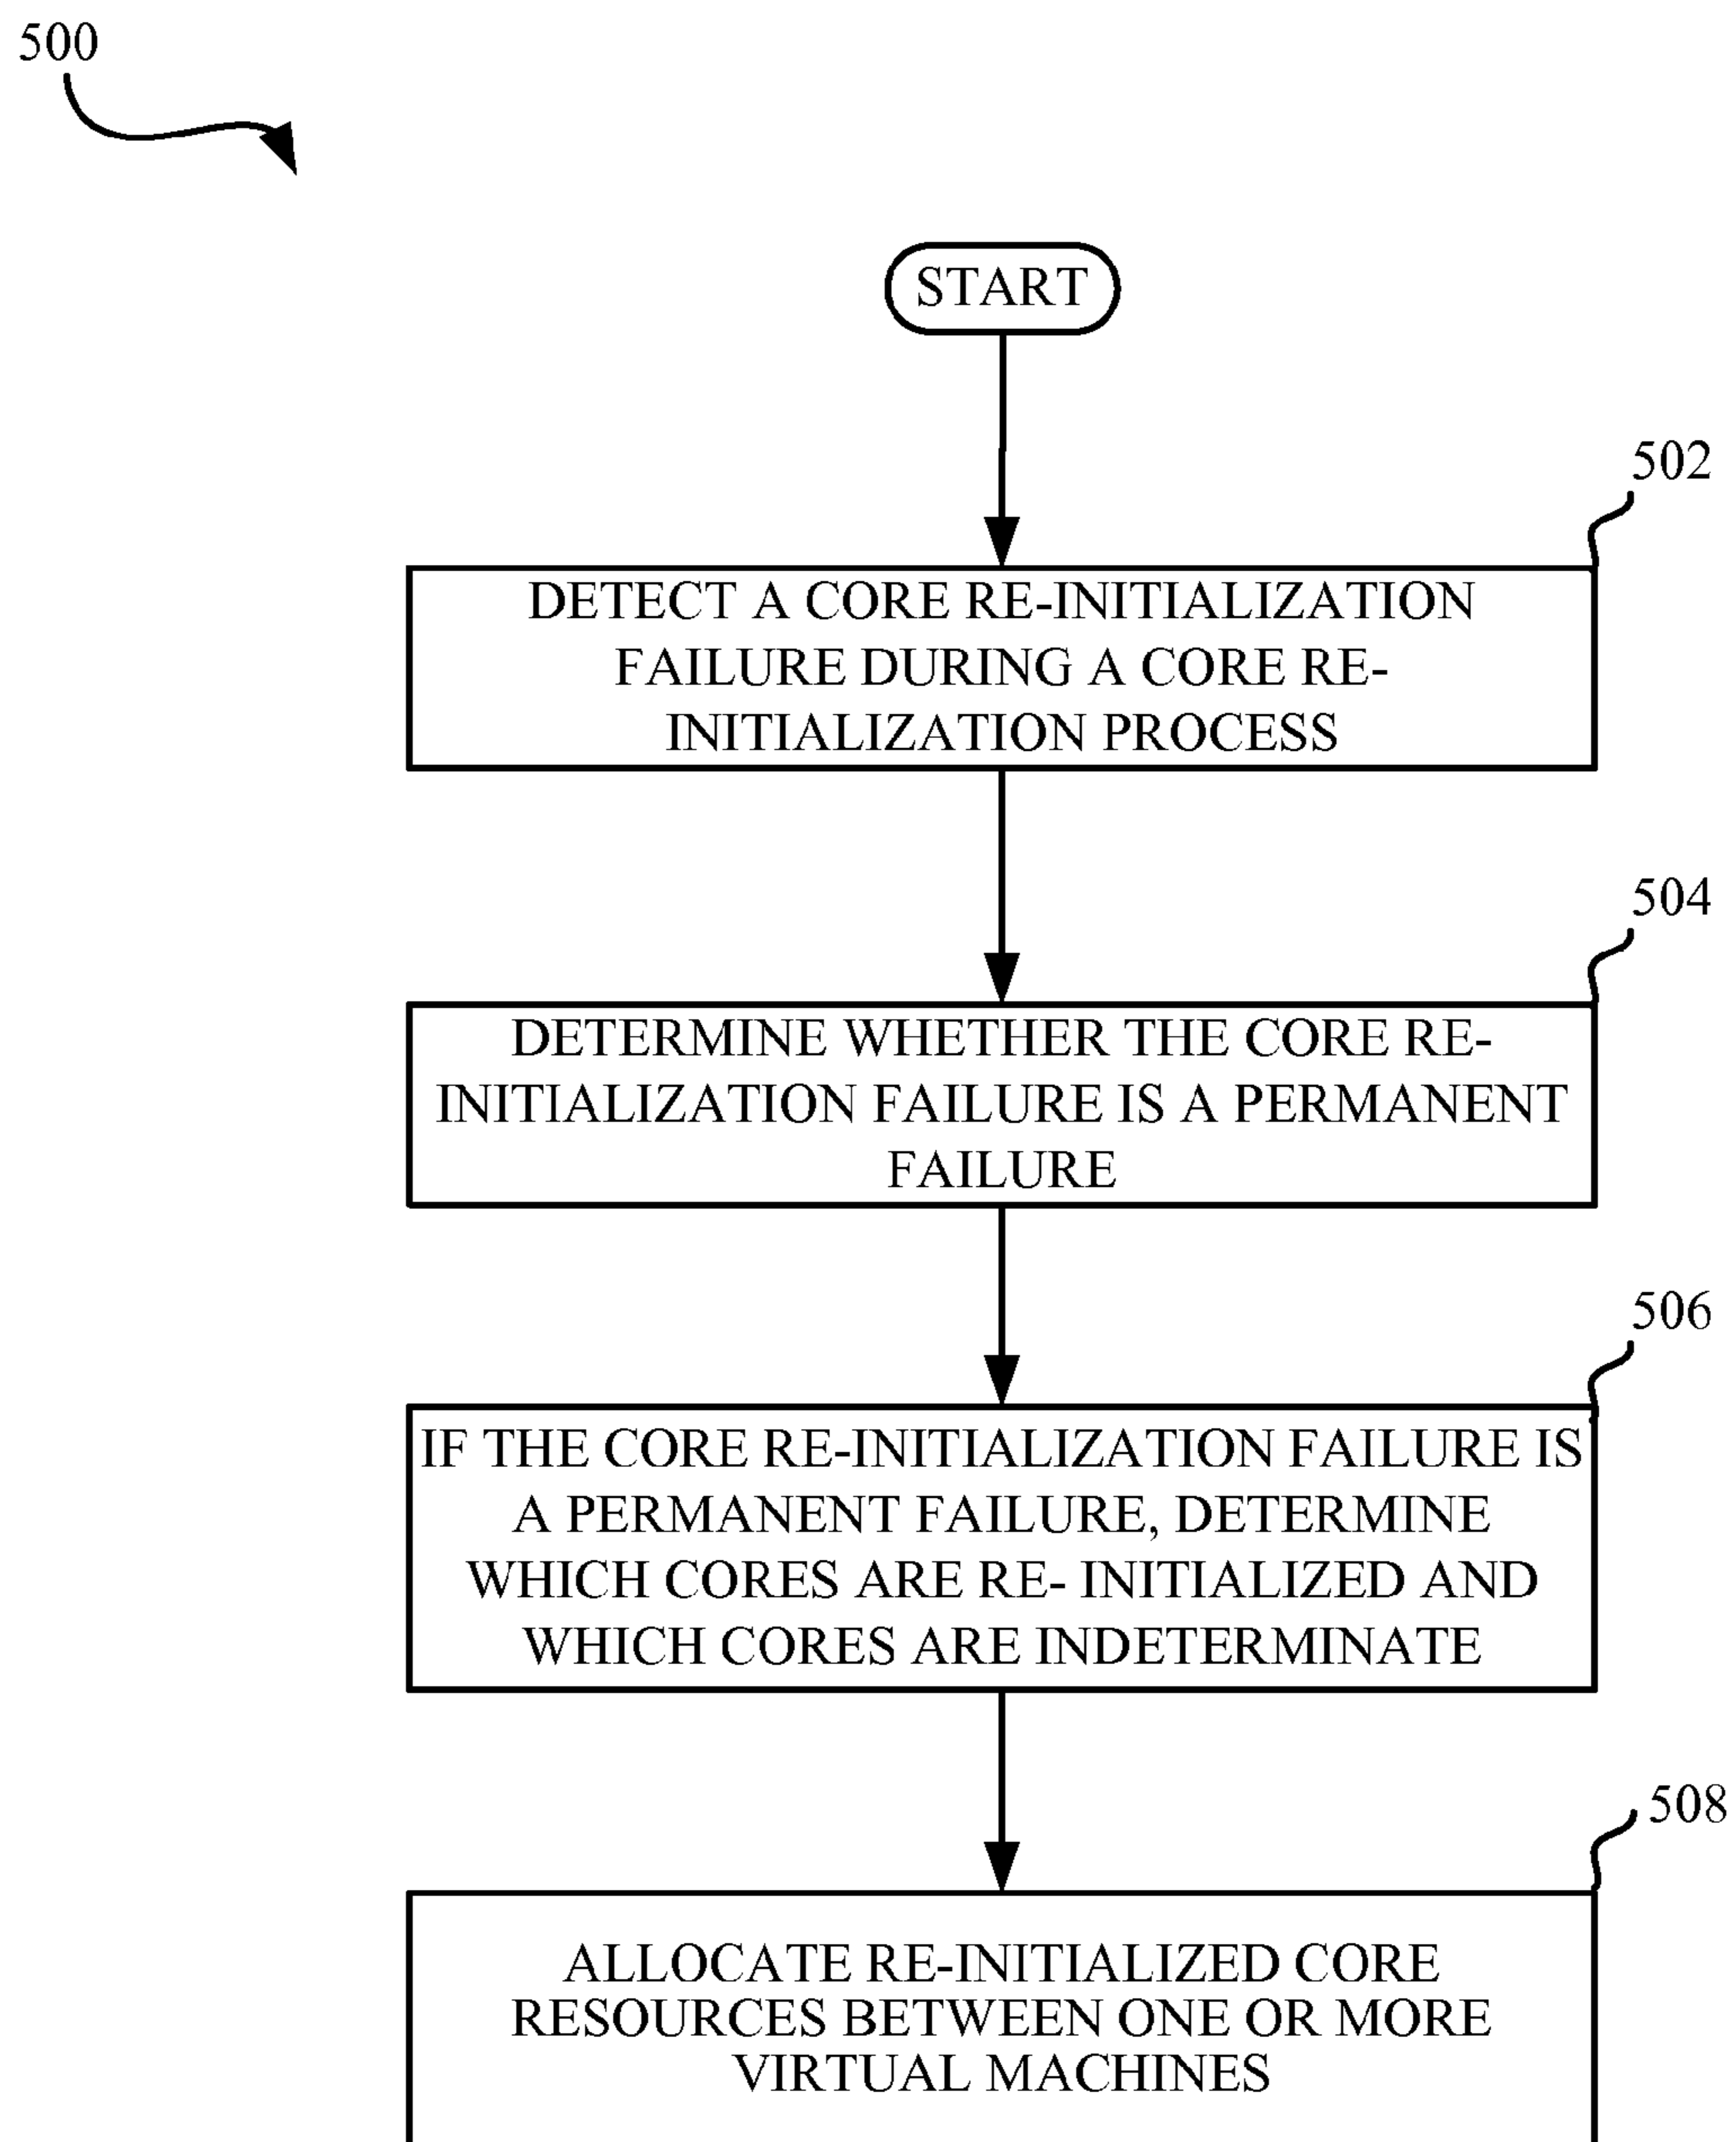 500
START
502
DETECT A CORE RE-INITIALIZATION
FAILURE DURING A CORE RE-
INITIALIZATION PROCESS
504
DETERMINE WHETHER THE CORE RE-
INITIALIZATION FAILURE IS A PERMANENT
FAILURE
506
IF THE CORE RE-INITIALIZATION FAILURE IS
A PERMANENT FAILURE, DETERMINE
WHICH CORES ARE RE- INITIALIZED AND
WHICH CORES ARE INDETERMINATE
508
ALLOCATE RE-INITIALIZED CORE
RESOURCES BETWEEN ONE OR MORE
VIRTUAL MACHINES